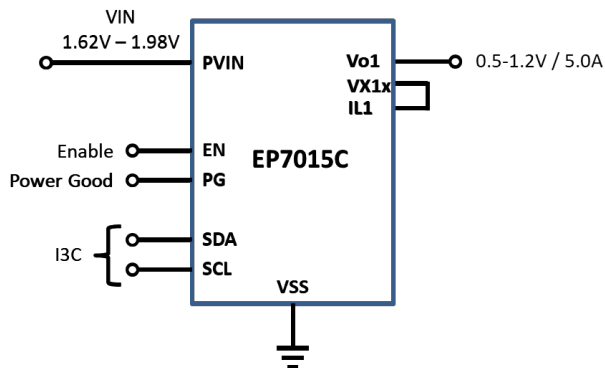 VIN
1.62V – 1.98V
PVIN
Vo1
0.5-1.2V / 5.0A
VX1x
IL1
Enable
EN
EP7015C
Power Good
PG
SDA
I3C
SCL
VSS